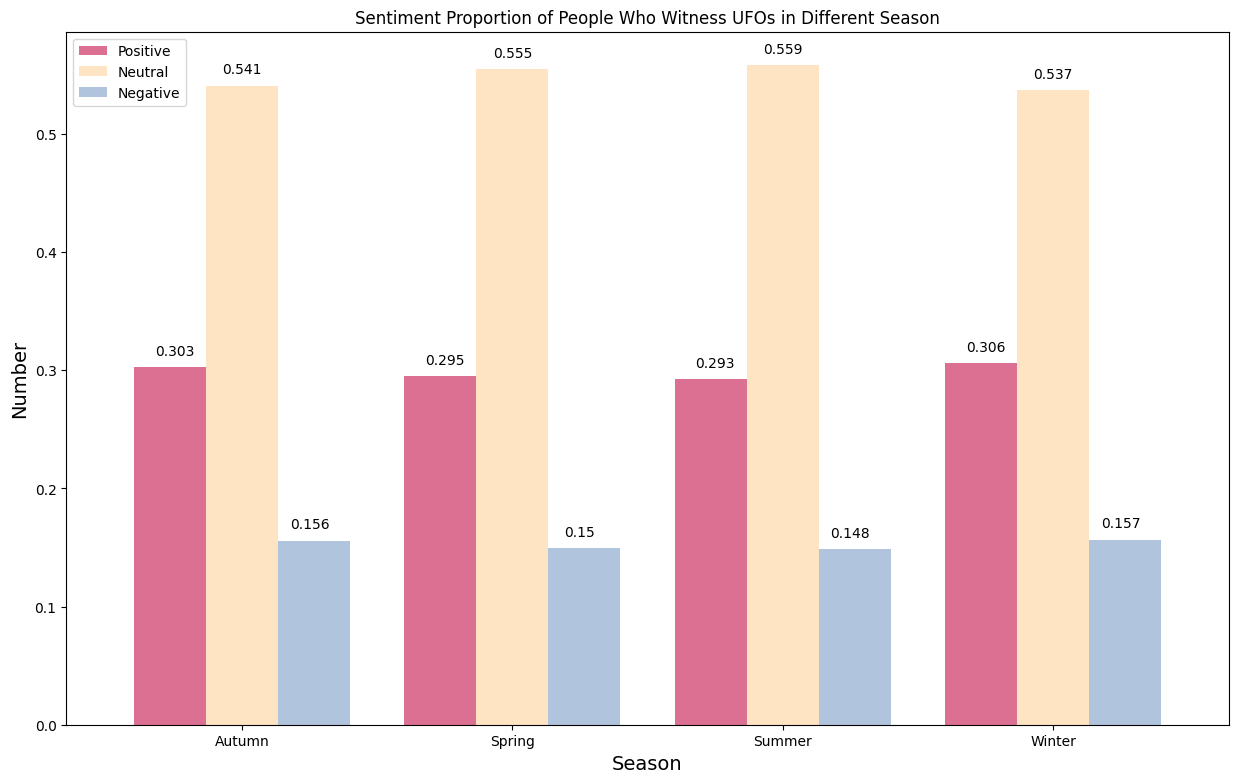 Sentiment Proportion of People Who Witness UFOs in Different Season
Positive
Neutral
Negative
0.541
0.555
0.559
0.537
0.303
0.295
0.293
0.306
0.156
0.15
0.148
0.157
0.5
0.4
0.3
0.2
0.1
0.0
Number
Autumn Spring Summer Winter
Season